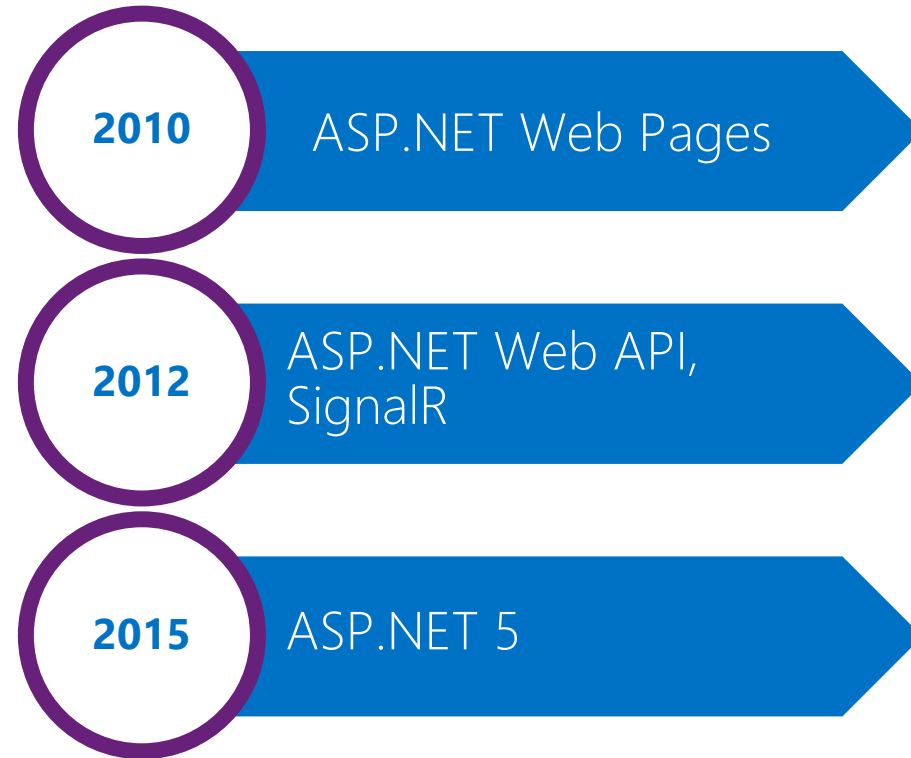 2010
ASP.NET Web Pages
2012
ASP.NET Web API,
SignalR
2015
ASP.NET 5